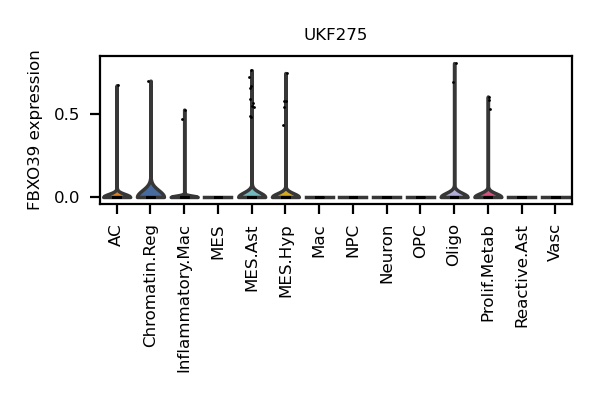 UKF275
FBXO39 expression
0.5
0.0
AC
Chromatin.Reg
Inflammatory.Mac
MES
MES.Ast
MES.Hyp
Mac
NPC
Neuron
OPC
Oligo
Prolif.Metab
Reactive.Ast
Vasc